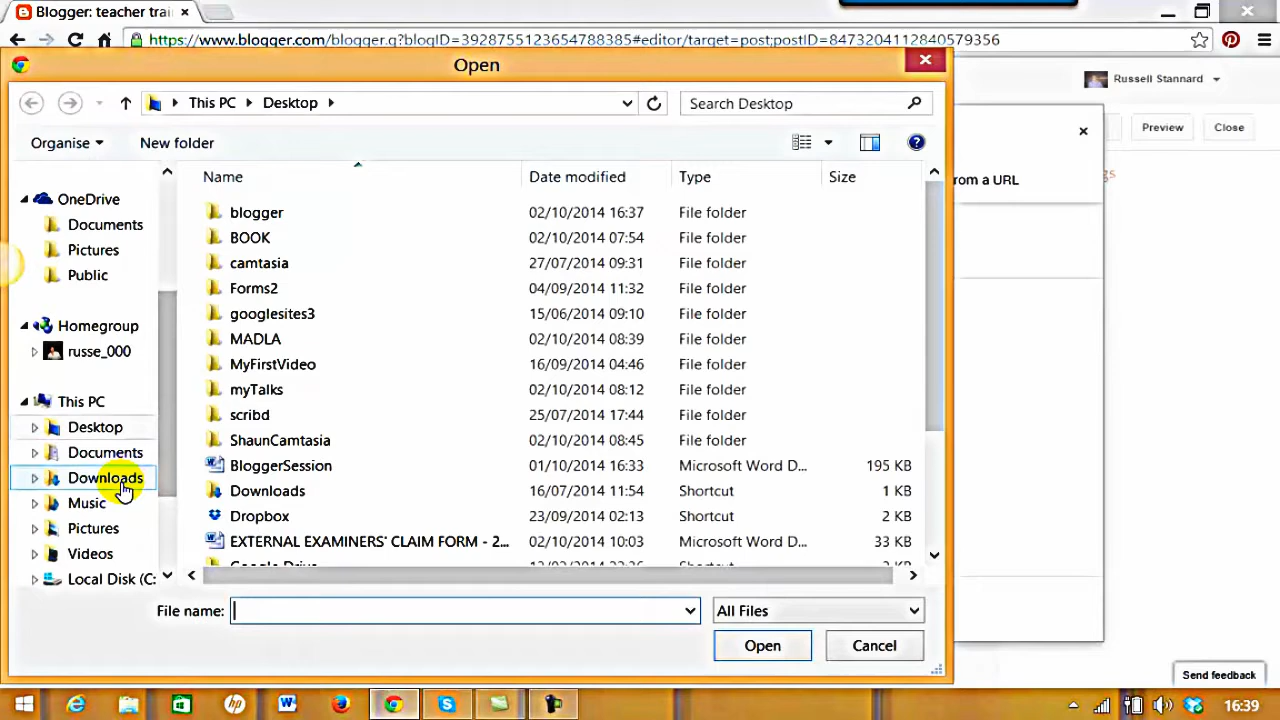 Blogger: teacher trai
https://www.blogger.com/blogger.g?blogID=3928755123654788385#editor/target=post;postID=8473204112840579356
Open
Russell Stannard
This PC Desktop
Search Desktop
Preview
Close
Organise
New folder
rom a URL
gs
Name Date modified Type Size
OneDrive
Documents
Pictures
Public
Homegroup
russe_000
This PC
Desktop
Documents
Downloads
Music
Pictures
Videos
Local Disk (C:
blogger 02/10/2014 16:37 File folder
BOOK 02/10/2014 07:54 File folder
camtasia 27/07/2014 09:31 File folder
Forms2 04/09/2014 11:32 File folder
googlesites3 15/06/2014 09:10 File folder
MADLA 02/10/2014 08:39 File folder
MyFirstVideo 16/09/2014 04:46 File folder
myTalks 02/10/2014 08:12 File folder
scribd 25/07/2014 17:44 File folder
ShaunCamtasia 02/10/2014 08:45 File folder
BloggerSession 01/10/2014 16:33 Microsoft Word D... 195 KB
Downloads 16/07/2014 11:54 Shortcut 1 KB
Dropbox 23/09/2014 02:13 Shortcut 2 KB
EXTERNAL EXAMINERS' CLAIM FORM - 2... 02/10/2014 10:03 Microsoft Word D... 33 KB
File name:
All Files
Open
Cancel
Send feedback
16:39